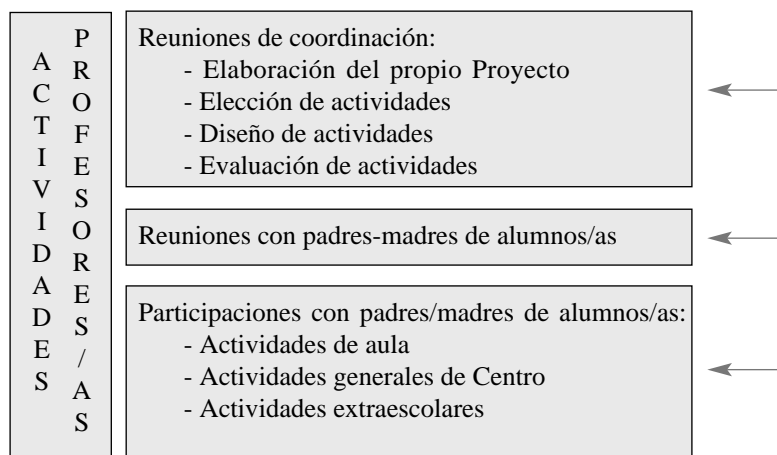 ACTIVIDADES
PROFESORES/AS
Reuniones de coordinación:
- Elaboración del propio Proyecto
- Elección de actividades
- Diseño de actividades
- Evaluación de actividades
Reuniones con padres-madres de alumnos/as
Participaciones con padres/madres de alumnos/as:
- Actividades de aula
- Actividades generales de Centro
- Actividades extraescolares